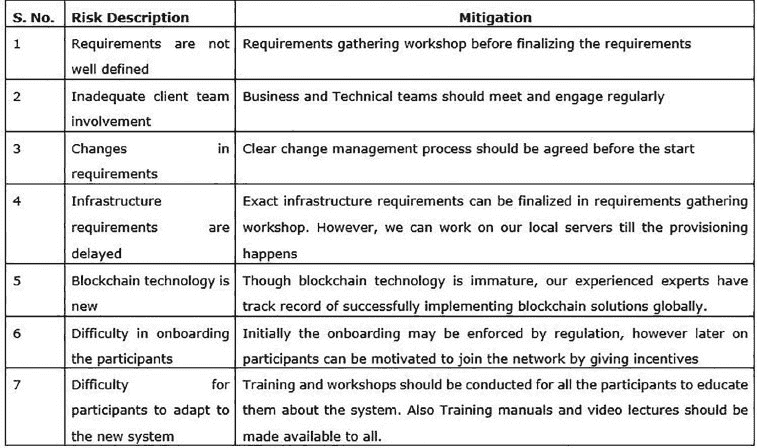 S. No. Risk Description Mitigation
1 Requirements are not Requirements gathering workshop before finalizing the requirements
well defined
2 Inadequate client team Business and Technical teams should meet and engage regularly
involvement
3 Changes in Clear change management process should be agreed before the start
requirements
4 Infrastructure Exact infrastructure requirements can be finalized in requirements gathering
requirements are workshop. However, we can work on our local servers till the provisioning
delayed happens
5 Blockchain technology is Though blockchain technology is immature, our experienced experts have
new track record of successfully implementing blockchain solutions globally.
6 Difficulty in onboarding Initially the onboarding may be enforced by regulation, however later on
the participants participants can be motivated to join the network by giving incentives
7 Difficulty for Training and workshops should be conducted for all the participants to educate
participants to adapt to them about the system. Also Training manuals and video lectures should be
the new system made available to all.